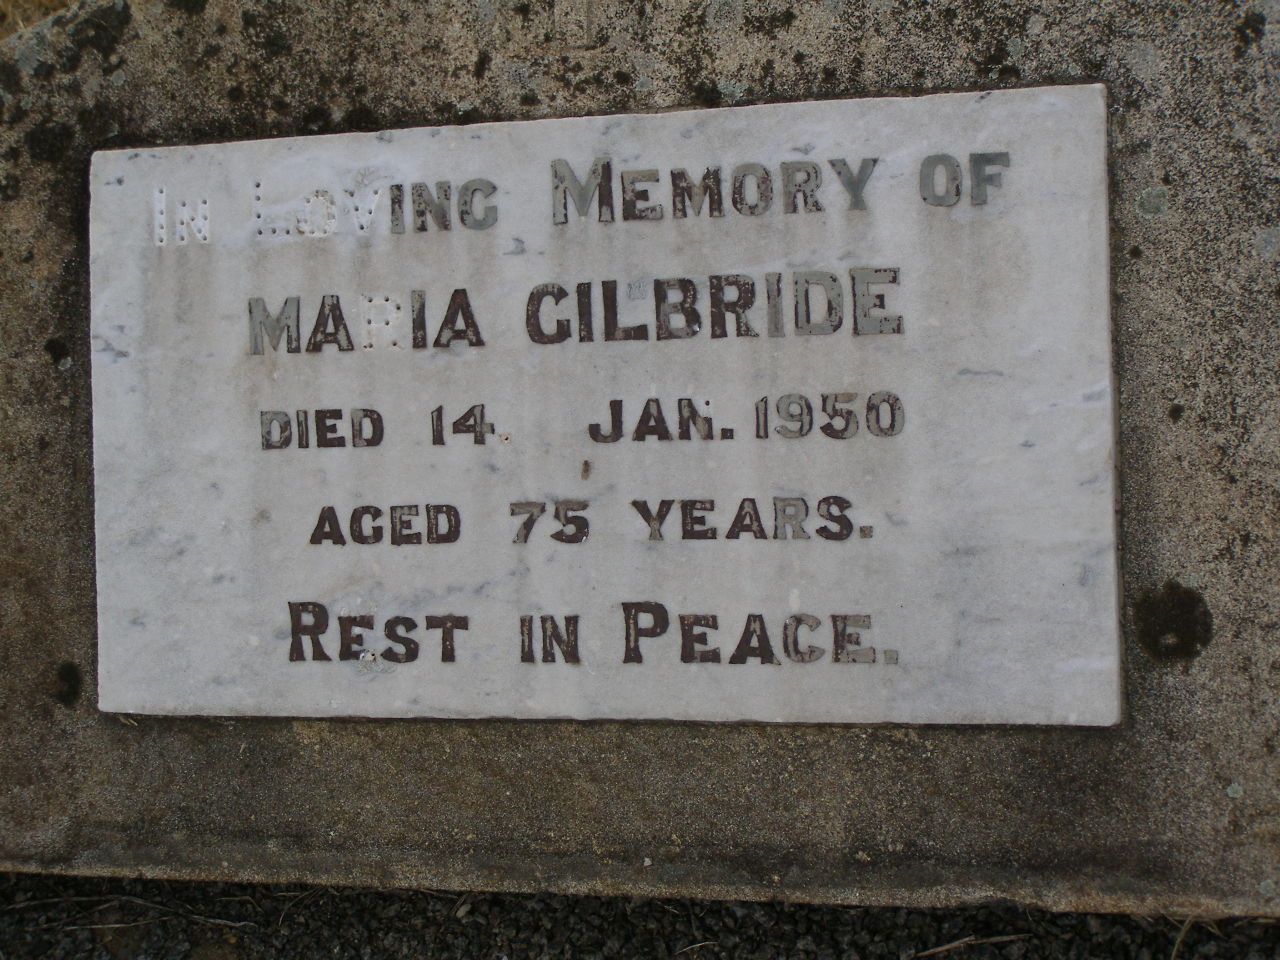 IN LOVING MEMORY OF
MARIA GILBRIDE
DIED 14. JAN. 1950
AGED 75 YEARS.
REST IN PEACE.